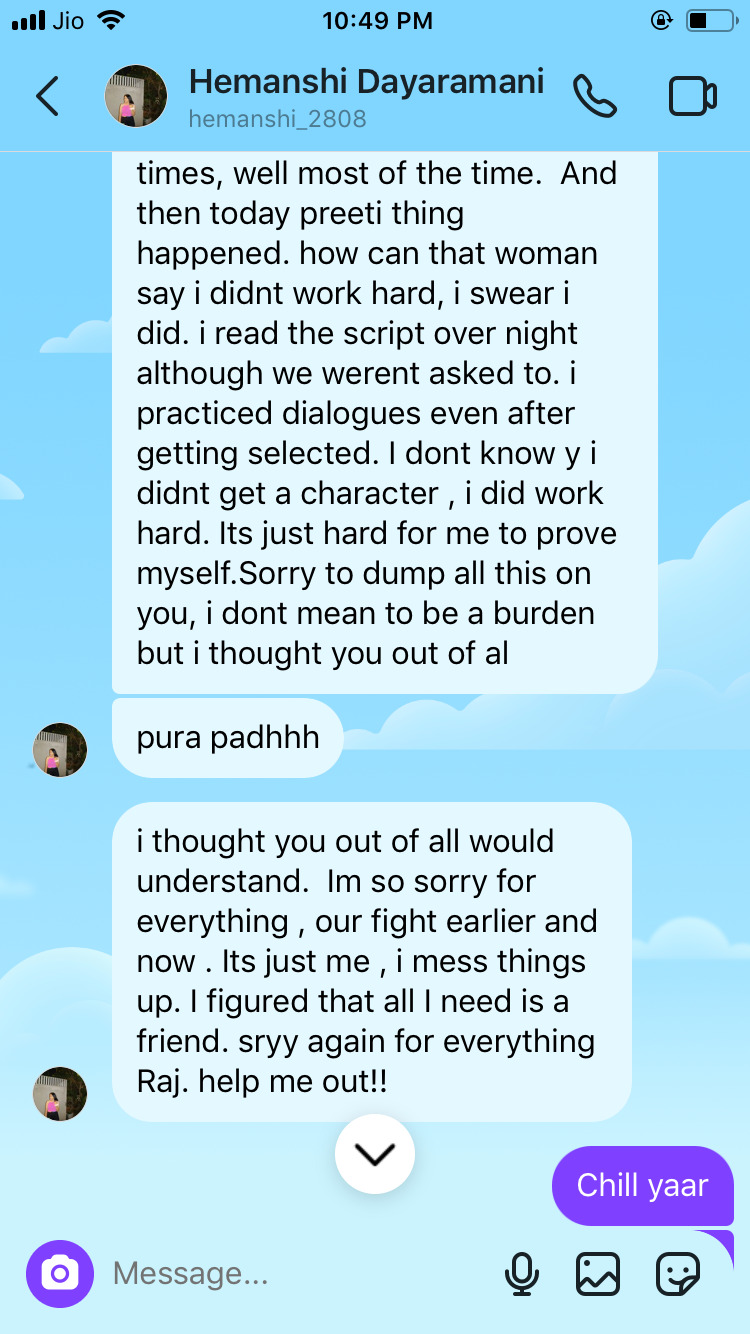 Jio 10:49 PM
Hemanshi Dayaramani
hemanshi_2808
times, well most of the time.  And
then today preeti thing
happened. how can that woman
say i didnt work hard, i swear i
did. i read the script over night
although we werent asked to. i
practiced dialogues even after
getting selected. I dont know y i
didnt get a character , i did work
hard. Its just hard for me to prove
myself.Sorry to dump all this on
you, i dont mean to be a burden
but i thought you out of al
pura padhhh
i thought you out of all would
understand.  Im so sorry for
everything , our fight earlier and
now . Its just me , i mess things
up. I figured that all I need is a
friend. sryy again for everything
Raj. help me out!!
Chill yaar
Message...